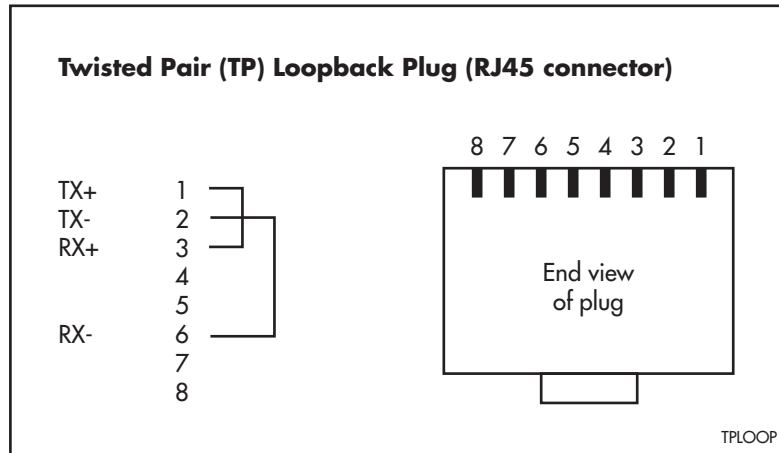 Twisted Pair (TP) Loopback Plug (RJ45 connector)
TX+ 1
TX- 2
RX+ 3
4
5
RX- 6
7
8
8 7 6 5 4 3 2 1
End view
of plug
TPLOOP